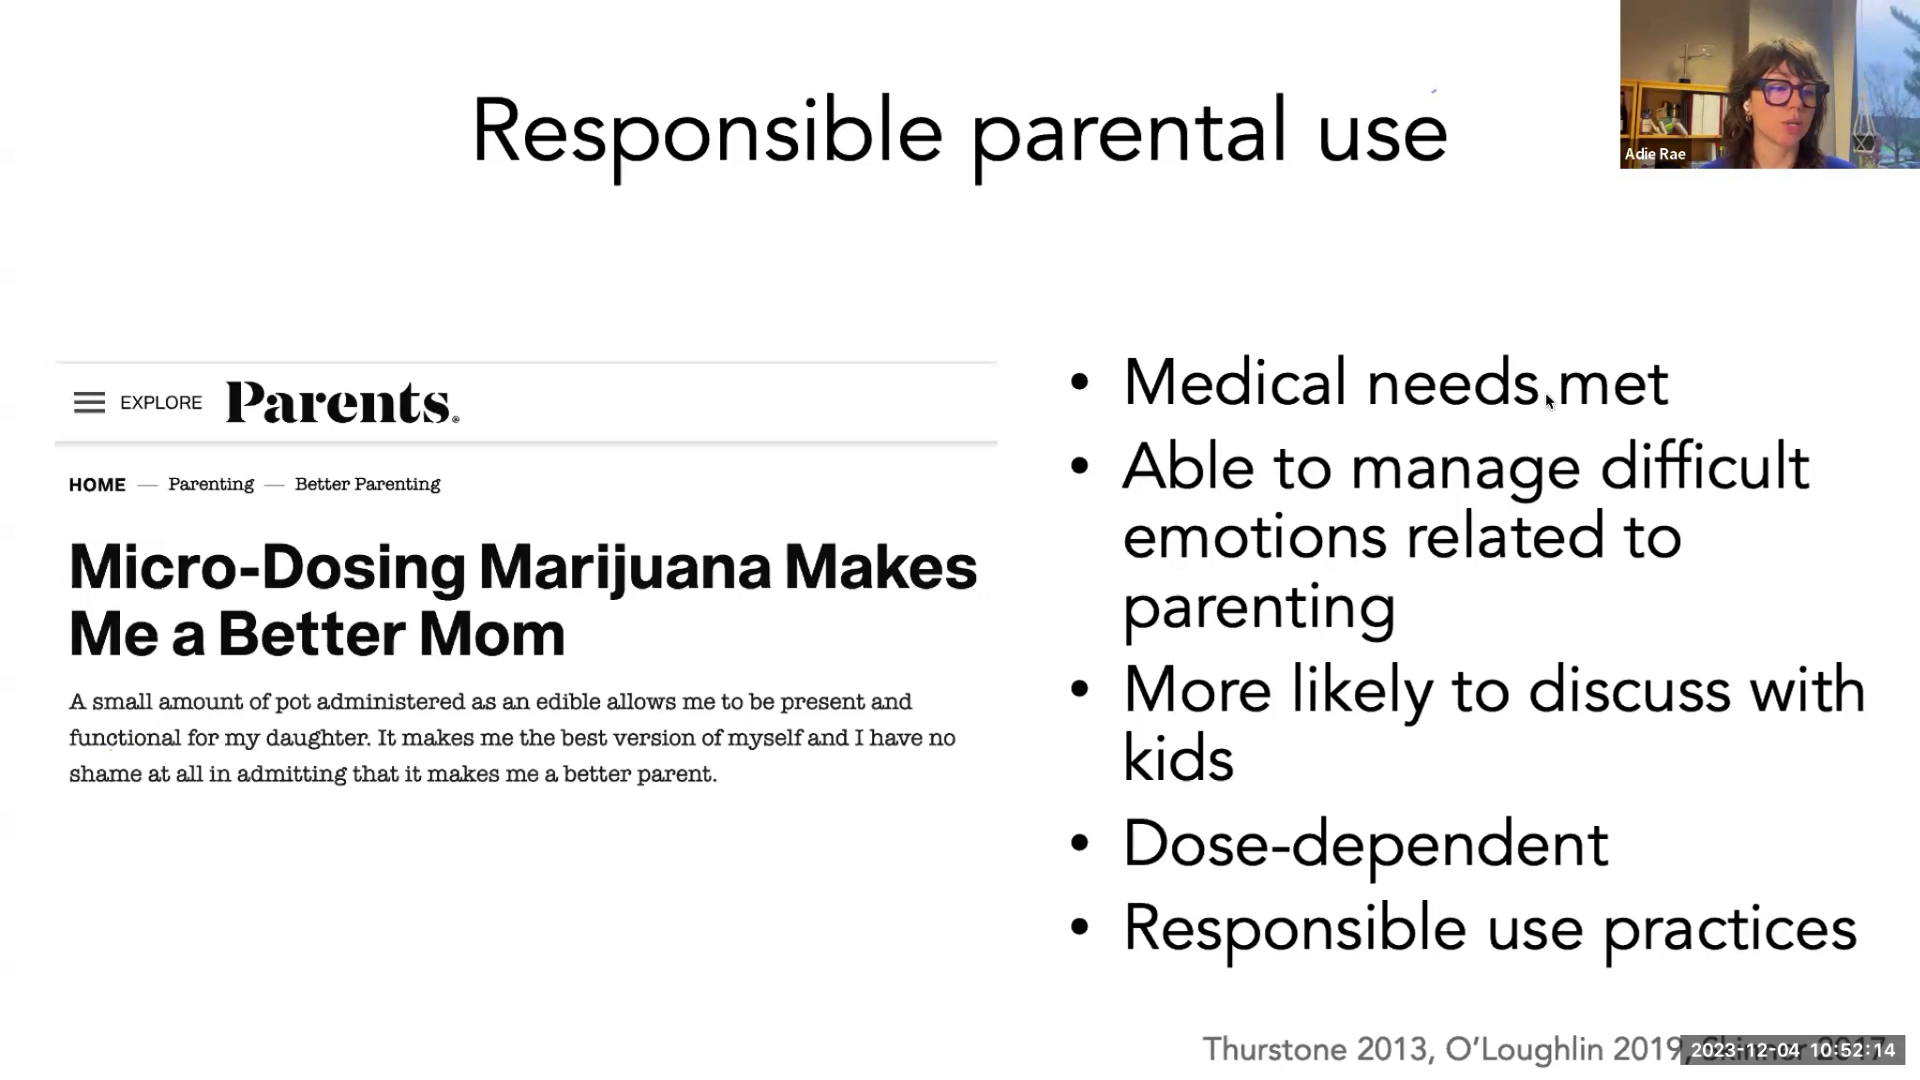 Responsible parental use
Adie Rae
EXPLORE Parents.
HOME — Parenting — Better Parenting
Micro-Dosing Marijuana Makes
Me a Better Mom
A small amount of pot administered as an edible allows me to be present and
functional for my daughter. It makes me the best version of myself and I have no
shame at all in admitting that it makes me a better parent.
• Medical needs met
• Able to manage difficult
emotions related to
parenting
• More likely to discuss with
kids
• Dose-dependent
• Responsible use practices
Thurstone 2013, O’Loughlin 2019,
2023-12-04 10:52:14